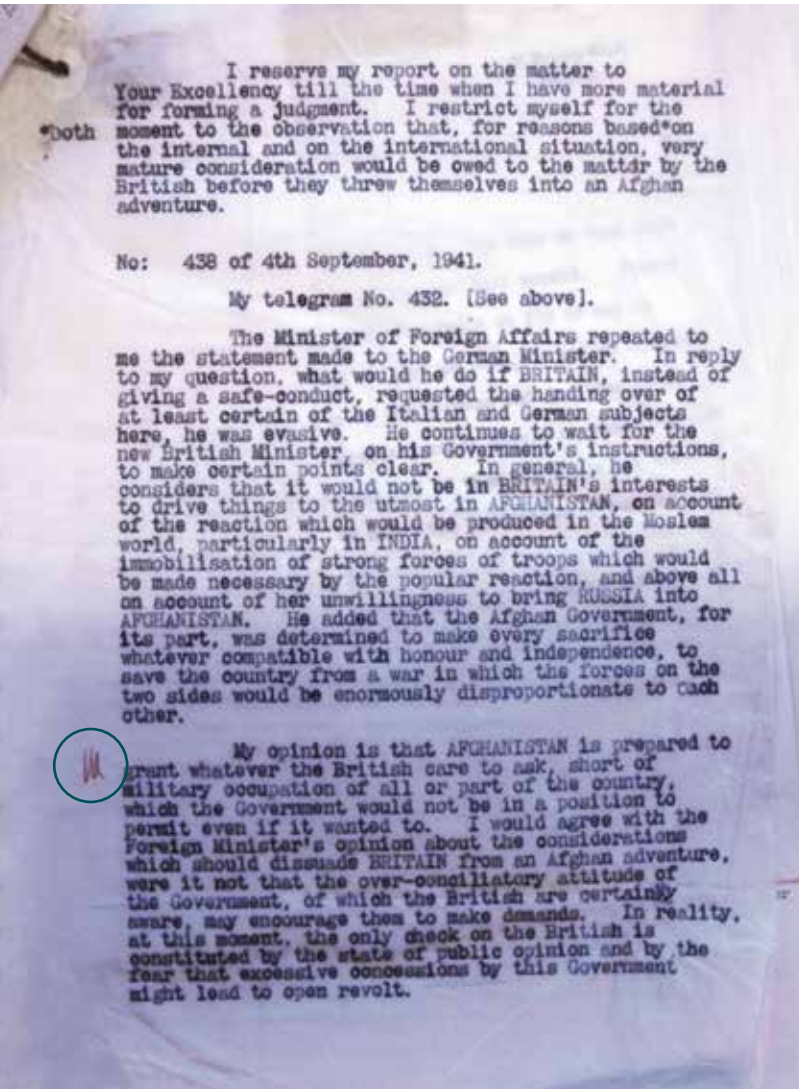 I reserve my report on the matter to
Your Excellency till the time when I have more material
for forming a judgment. I restrict myself for the
*both moment to the observation that, for reasons based*on
the internal and on the international situation, very
mature consideration would be owed to the matter by the
British before they threw themselves into an Afghan
adventure.
No: 438 of 4th September, 1941.
My telegram No. 432. [See above].
The Minister of Foreign Affairs repeated to
me the statement made to the German Minister. In reply
to my question, what would he do if BRITAIN, instead of
giving a safe-conduct, requested the handing over of
at least certain of the Italian and German subjects
here, he was evasive. He continues to wait for the
new British Minister, on his Government's instructions,
to make certain points clear. In general, he
considers that it would not be in BRITAIN's interests
to drive things to the utmost in AFGHANISTAN, on account
of the reaction which would be produced in the Moslem
world, particularly in INDIA, on account of the
immobilisation of strong forces of troops which would
be made necessary by the popular reaction, and above all
on account of her unwillingness to bring RUSSIA into
AFGHANISTAN. He added that the Afghan Government, for
its part, was determined to make every sacrifice
whatever compatible with honour and independence, to
save the country from a war in which the forces on the
two sides would be enormously disproportionate to each
other.
My opinion is that AFGHANISTAN is prepared to
grant whatever the British care to ask, short of
military occupation of all or part of the country,
which the Government would not be in a position to
permit even if it wanted to. I would agree with the
Foreign Minister's opinion about the considerations
which should dissuade BRITAIN from an Afghan adventure,
were it not that the over-conciliatory attitude of
the Government, of which the British are certainly
aware, may encourage them to make demands. In reality,
at this moment, the only check on the British is
constituted by the state of public opinion and by the
fear that excessive concessions by this Government
might lead to open revolt.